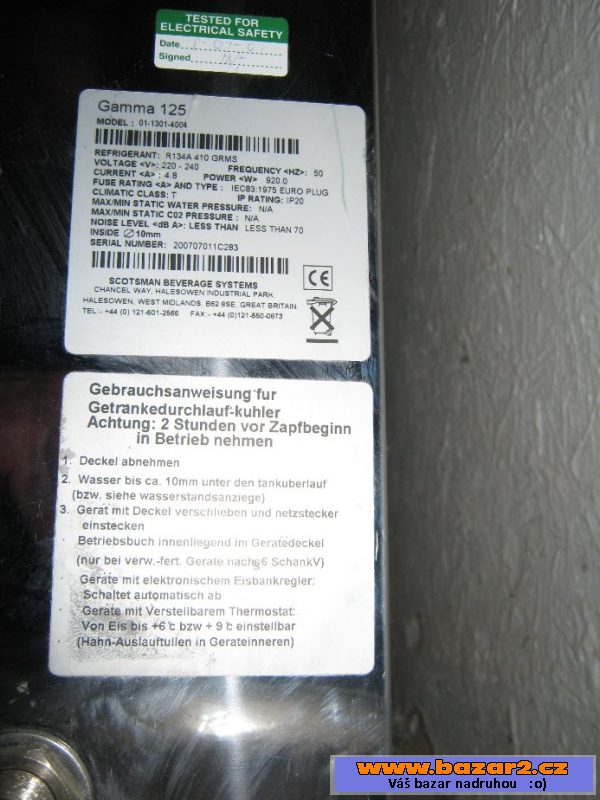 TESTED FOR
ELECTRICAL SAFETY
Date
Signed
Gamma 125
MODEL : 01-1301-4004
REFRIGERANT: R134A 410 GRMS
VOLTAGE <V>: 220 - 240 FREQUENCY <HZ>: 50
CURRENT <A> : 4.8 POWER <W> 920.0
FUSE RATING <A> AND TYPE : IEC83:1975 EURO PLUG
CLIMATIC CLASS: T IP RATING: IP20
MAX/MIN STATIC WATER PRESSURE: N/A
MAX/MIN STATIC C02 PRESSURE : N/A
NOISE LEVEL <dB A>: LESS THAN LESS THAN 70
INSIDE ∅10mm
SERIAL NUMBER: 200707011C283
SCOTSMAN BEVERAGE SYSTEMS
CHANCEL WAY, HALESOWEN INDUSTRIAL PARK,
HALESOWEN, WEST MIDLANDS, B62 8SE, GREAT BRITAIN.
TEL:- +44 (0) 121-601-2566 FAX:- +44 (0)121-550-0873
CE
Gebrauchsanweisung fur
Getrankedurchlauf-kuhler
Achtung: 2 Stunden vor Zapfbeginn
in Betrieb nehmen
1. Deckel abnehmen
2. Wasser bis ca. 10mm unter den tankuberlauf
(bzw. siehe wasserstandsanziege)
3. Gerat mit Deckel verschlieben und netzstecker
einstecken
Betriebsbuch innenliegend im Gerätedeckel
(nur bei verw.-fert. Gerate nach§6 SchankV)
Geräte mit elektronischem Eisbankregler:
Schaltet automatisch ab
Gerate mit Verstellbarem Thermostat:
Von Eis bis +6°c bzw + 9°c einstellbar
(Hahn-Auslauftullen in Gerateinneren)
www.bazar2.cz
Váš bazar nadruhou :o)